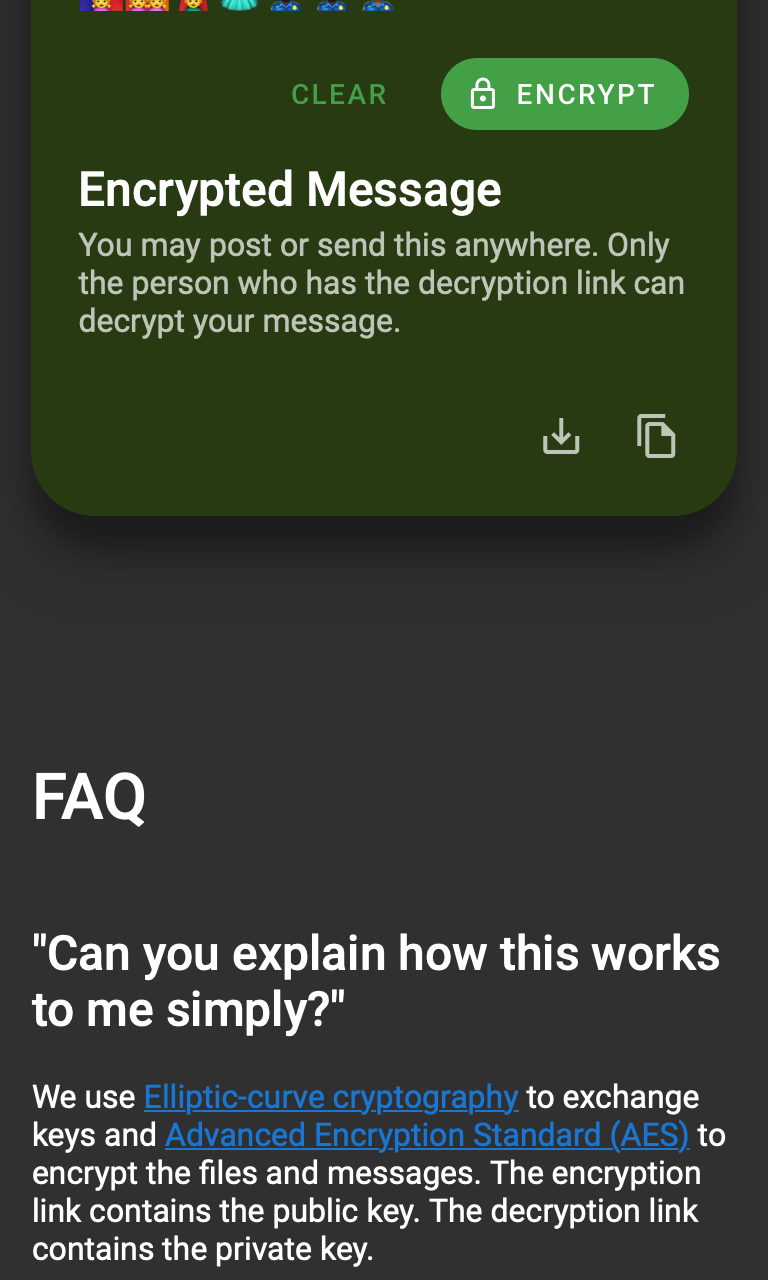 CLEAR
ENCRYPT
Encrypted Message
You may post or send this anywhere. Only
the person who has the decryption link can
decrypt your message.
FAQ
"Can you explain how this works
to me simply?"
We use Elliptic-curve cryptography to exchange
keys and Advanced Encryption Standard (AES) to
encrypt the files and messages. The encryption
link contains the public key. The decryption link
contains the private key.